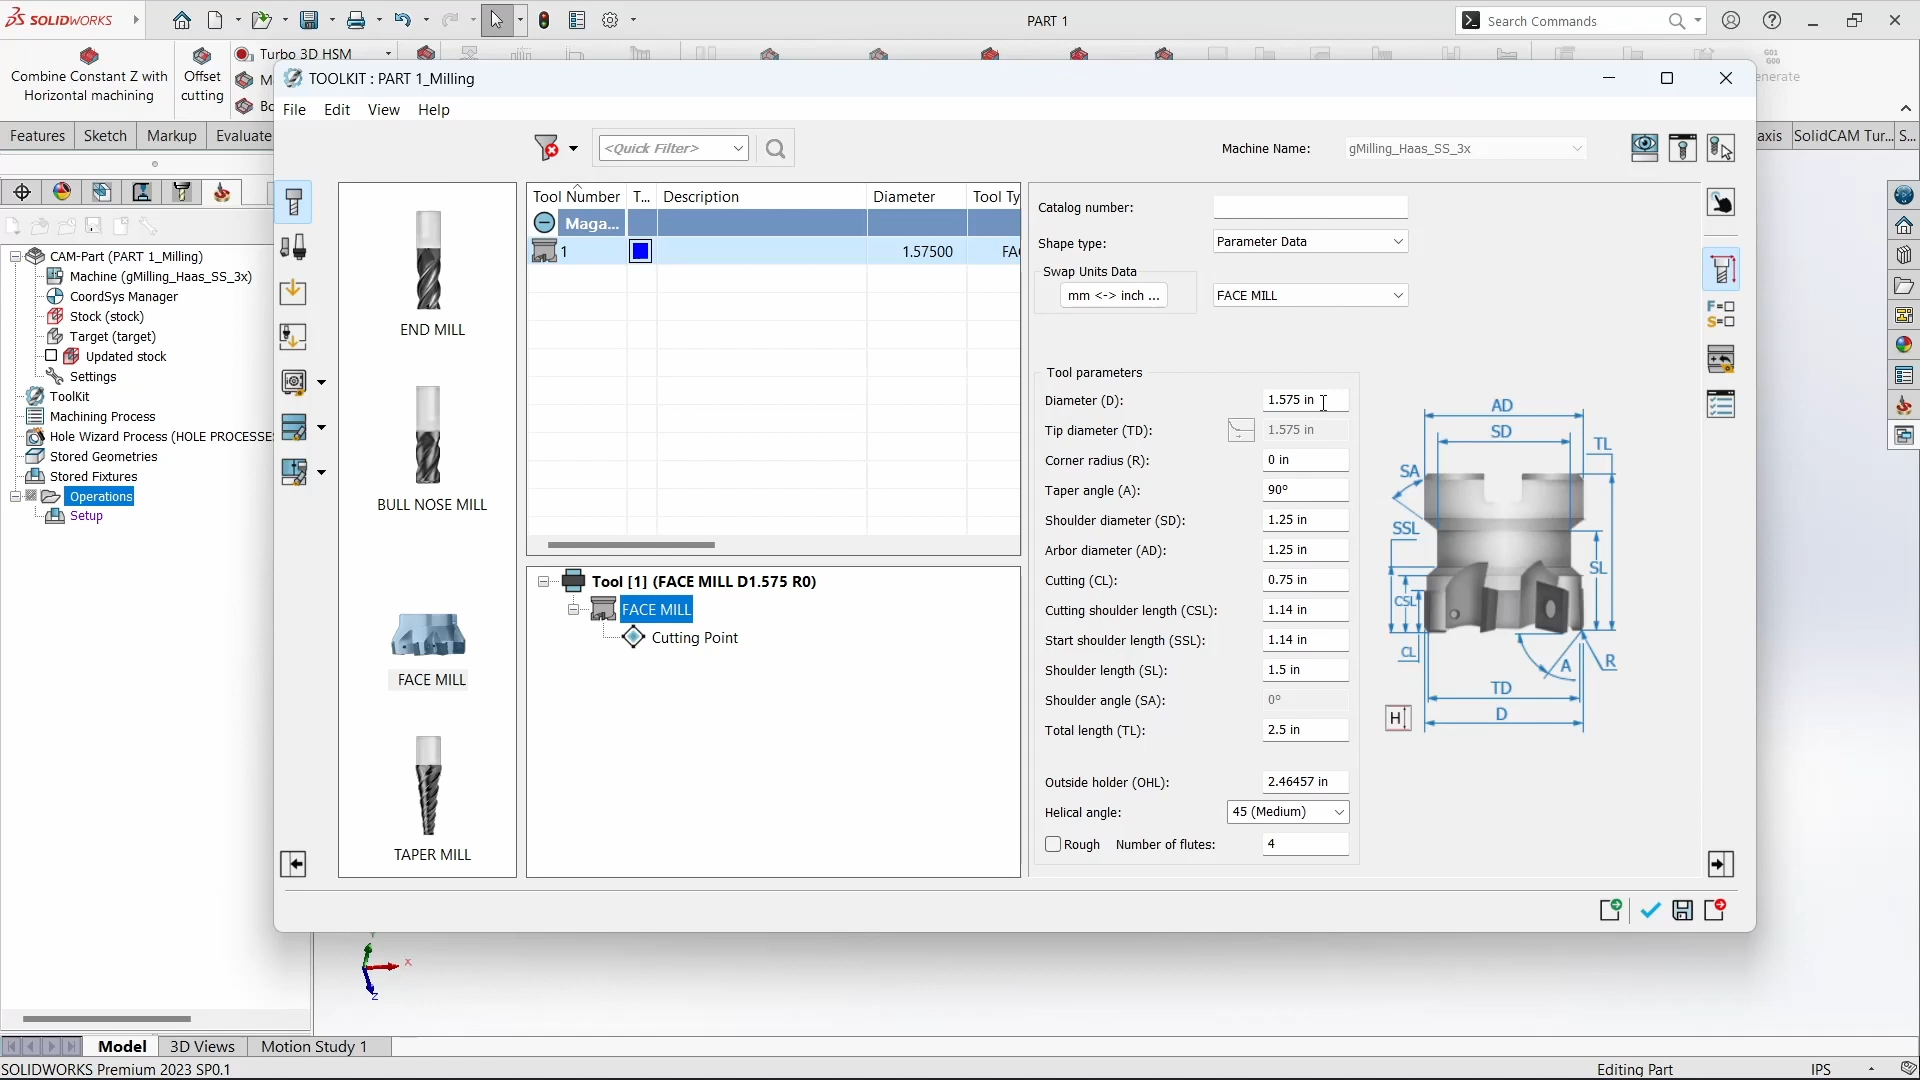 SOLIDWORKS
PART 1
Search Commands
Combine Constant Z with
Horizontal machining
Offset
cutting
Turbo 3D HSM
G01
G00
enerate
Features
Sketch
Markup
Evaluate
axis
SolidCAM Tur...
S...
CAM-Part (PART 1_Milling)
Machine (gMilling_Haas_SS_3x)
CoordSys Manager
Stock (stock)
Target (target)
Updated stock
Settings
ToolKit
Machining Process
Hole Wizard Process (HOLE PROCESSE
Stored Geometries
Stored Fixtures
Operations
Setup
TOOLKIT : PART 1_Milling
File
Edit
View
Help
<Quick Filter>
Machine Name:
gMilling_Haas_SS_3x
END MILL
BULL NOSE MILL
FACE MILL
TAPER MILL
Tool Number
T...
Description
Diameter
Tool Ty
Maga...
1
1.57500
FA
Tool [1] (FACE MILL D1.575 R0)
FACE MILL
Cutting Point
Catalog number:
Shape type:
Parameter Data
Swap Units Data
mm <-> inch ...
FACE MILL
Tool parameters
Diameter (D):
1.575 in
Tip diameter (TD):
1.575 in
Corner radius (R):
0 in
Taper angle (A):
90º
Shoulder diameter (SD):
1.25 in
Arbor diameter (AD):
1.25 in
Cutting (CL):
0.75 in
Cutting shoulder length (CSL):
1.14 in
Start shoulder length (SSL):
1.14 in
Shoulder length (SL):
1.5 in
Shoulder angle (SA):
0º
Total length (TL):
2.5 in
Outside holder (OHL):
2.46457 in
Helical angle:
45 (Medium)
Rough
Number of flutes:
4
AD
SD
TL
SA
SSL
SL
CSL
CL
A
R
TD
D
H
F=
S=
x
z
Model
3D Views
Motion Study 1
SOLIDWORKS Premium 2023 SP0.1
Editing Part
IPS